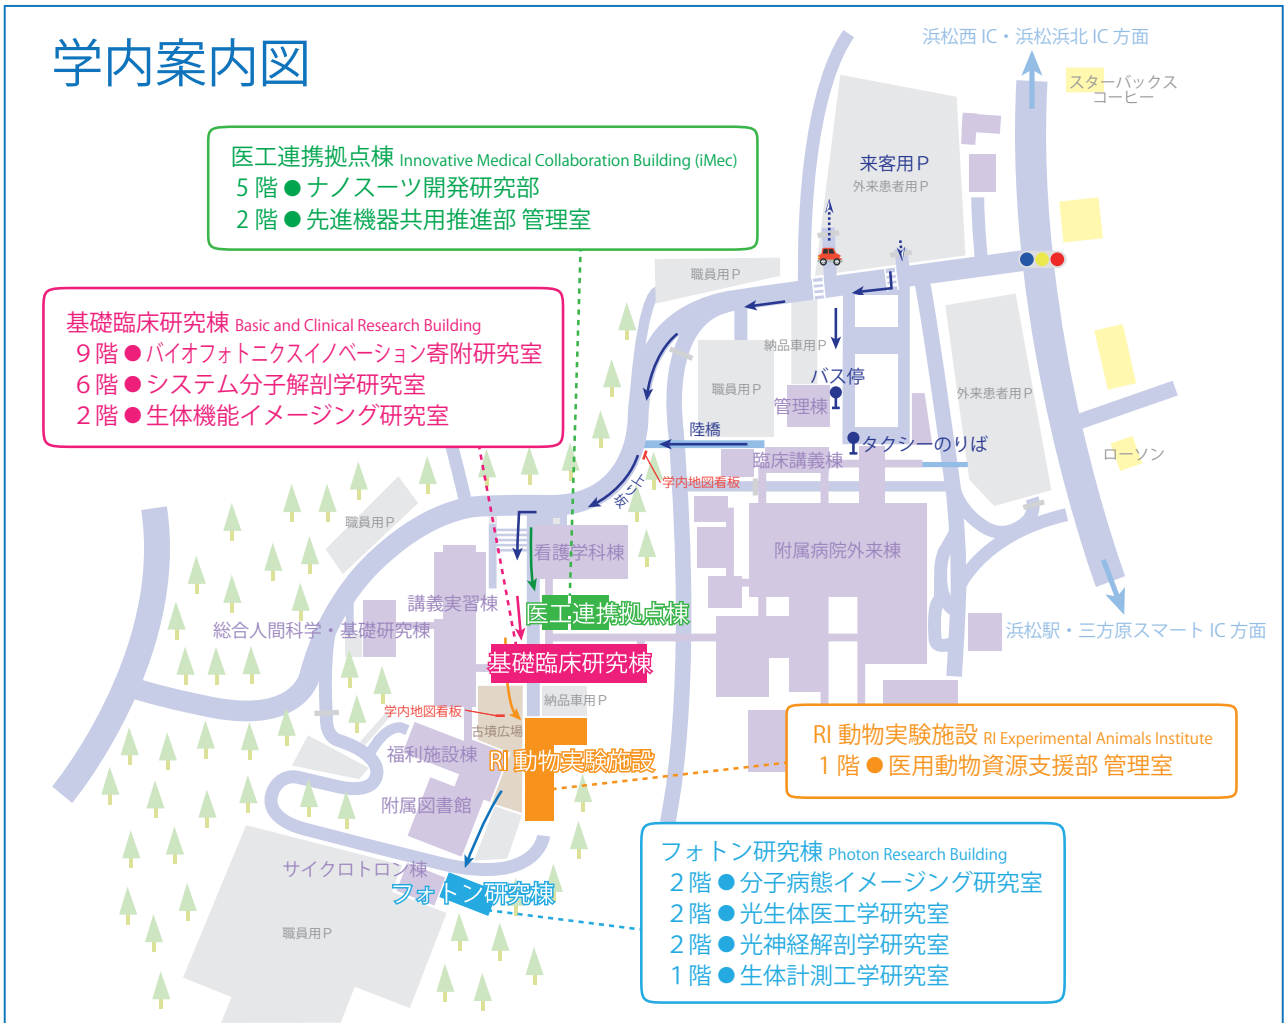 学内案内図
浜松西 IC・浜松浜北 IC 方面
スターバックス
コーヒー
医工連携拠点棟 Innovative Medical Collaboration Building (iMec)
5 階 ● ナノスーツ開発研究部
2 階 ● 先進機器共用推進部 管理室
来客用 P
外来患者用 P
職員用 P
基礎臨床研究棟 Basic and Clinical Research Building
9 階 ● バイオフォトニクスイノベーション寄附研究室
6 階 ● システム分子解剖学研究室
2 階 ● 生体機能イメージング研究室
納品車用 P
職員用 P
バス停
管理棟
外来患者用 P
陸橋
タクシーのりば
ローソン
臨床講義棟
学内地図看板
上り坂
職員用 P
看護学科棟
附属病院外来棟
講義実習棟
医工連携拠点棟
総合人間科学・基礎研究棟
浜松駅・三方原スマート IC 方面
基礎臨床研究棟
納品車用 P
学内地図看板
古墳広場
福利施設棟
RI 動物実験施設
RI 動物実験施設 RI Experimental Animals Institute
1 階 ● 医用動物資源支援部 管理室
附属図書館
サイクロトロン棟
フォトン研究棟
フォトン研究棟 Photon Research Building
2 階 ● 分子病態イメージング研究室
2 階 ● 光生体医工学研究室
2 階 ● 光神経解剖学研究室
1 階 ● 生体計測工学研究室
職員用 P